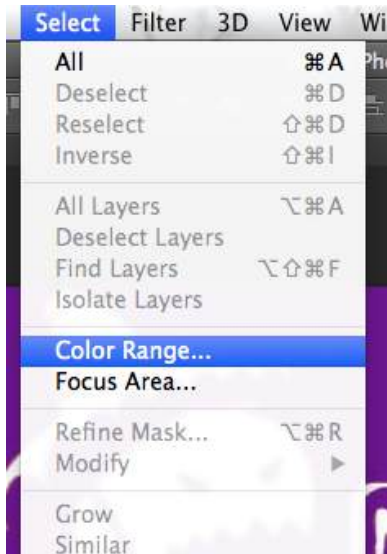 Select Filter 3D View Wi
All ⌘A Pho
Deselect ⌘D
Reselect ⇧⌘D
Inverse ⇧⌘I
All Layers ⌥⌘A
Deselect Layers
Find Layers ⌥⇧⌘F
Isolate Layers
Color Range...
Focus Area...
Refine Mask... ⌥⌘R
Modify ▶
Grow
Similar